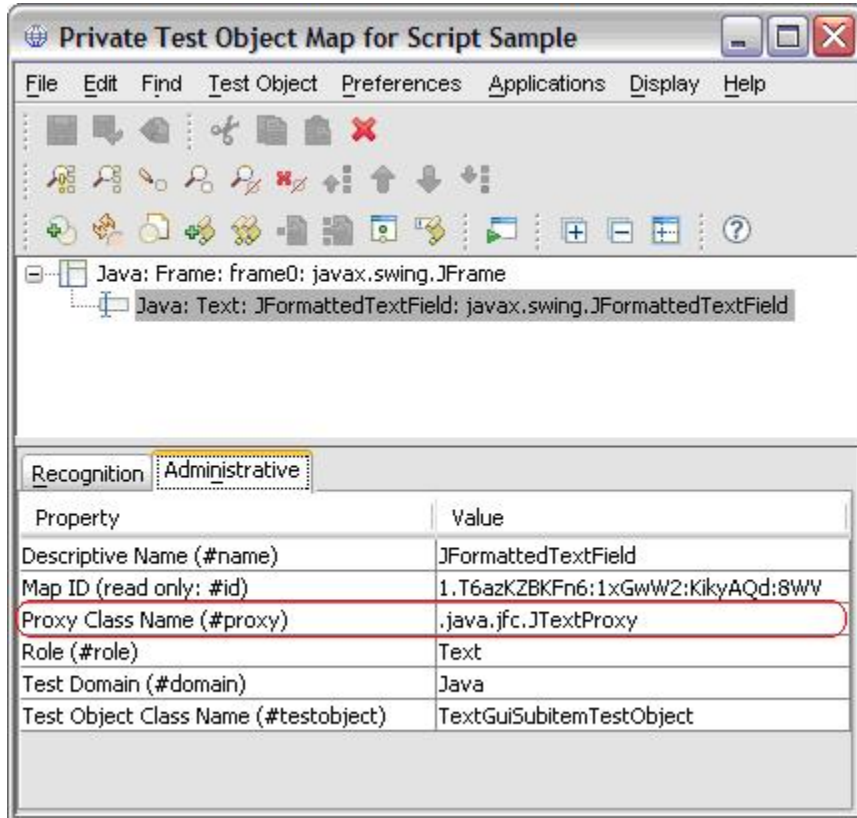 Private Test Object Map for Script Sample
File Edit Find Test Object Preferences Applications Display Help
Java: Frame: frame0: javax.swing.JFrame
Java: Text: JFormattedTextField: javax.swing.JFormattedTextField
Recognition Administrative
Property Value
Descriptive Name (#name) JFormattedTextField
Map ID (read only: #id) 1.T6azKZBKFn6:1xGwW2:KikyAQd:8WV
Proxy Class Name (#proxy) .java.jfc.JTextProxy
Role (#role) Text
Test Domain (#domain) Java
Test Object Class Name (#testobject) TextGuiSubitemTestObject